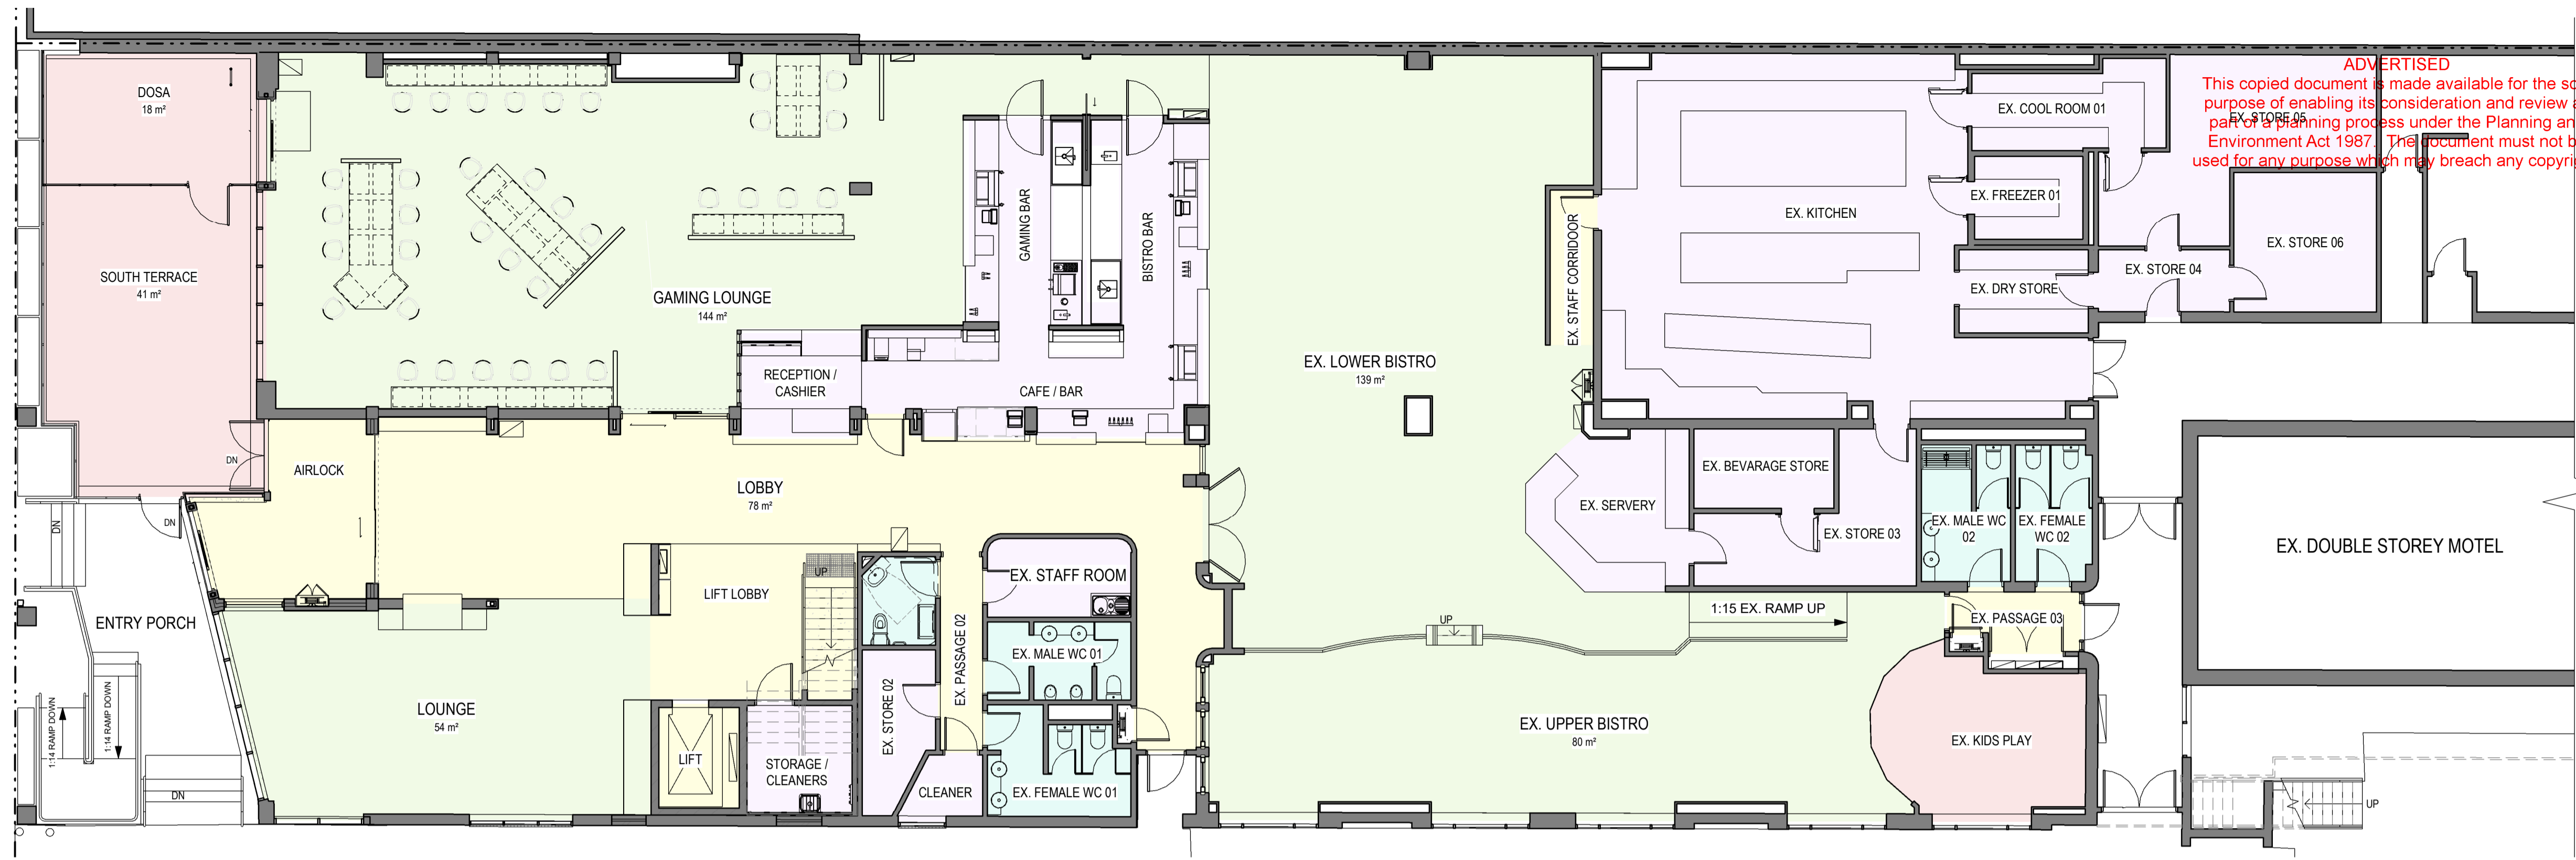 ADVERTISED
This copied document is made available for the so
purpose of enabling its consideration and review a
part of a planning process under the Planning an
Environment Act 1987. The document must not b
used for any purpose which may breach any copyri
DOSA
18 m²
SOUTH TERRACE
41 m²
GAMING LOUNGE
144 m²
GAMING BAR
BISTRO BAR
RECEPTION /
CASHIER
CAFE / BAR
EX. LOWER BISTRO
139 m²
EX. STAFF CORRIDOOR
EX. KITCHEN
EX. COOL ROOM 01
EX. FREEZER 01
EX. DRY STORE
EX. STORE 05
EX. STORE 04
EX. STORE 06
DN
AIRLOCK
LOBBY
78 m²
DN
DN
ENTRY PORCH
1:14 RAMP DOWN
1:14 RAMP DOWN
DN
LOUNGE
54 m²
LIFT LOBBY
UP
LIFT
STORAGE /
CLEANERS
EX. STORE 02
EX. PASSAGE 02
CLEANER
EX. STAFF ROOM
EX. MALE WC 01
EX. FEMALE WC 01
EX. SERVERY
EX. BEVARAGE STORE
EX. STORE 03
EX. MALE WC
02
EX. FEMALE
WC 02
EX. PASSAGE 03
1:15 EX. RAMP UP
UP
EX. UPPER BISTRO
80 m²
EX. KIDS PLAY
EX. DOUBLE STOREY MOTEL
UP